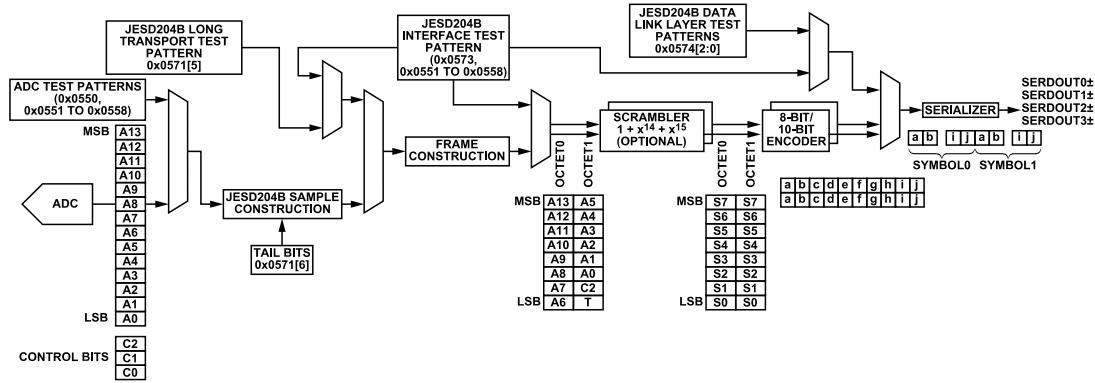 JESD204B LONG
TRANSPORT TEST
PATTERN
0x0571[5]
JESD204B
INTERFACE TEST
PATTERN
(0x0573,
0x0551 TO 0x0558)
JESD204B DATA
LINK LAYER TEST
PATTERNS
0x0574[2:0]
ADC TEST PATTERNS
(0x0550,
0x0551 TO 0x0558)
MSB
A13
A12
A11
A10
A9
A8
A7
A6
A5
A4
A3
A2
A1
LSB A0
CONTROL BITS
C2
C1
C0
ADC
JESD204B SAMPLE
CONSTRUCTION
TAIL BITS
0x0571[6]
FRAME
CONSTRUCTION
SCRAMBLER
1 + x14 + x15
(OPTIONAL)
8-BIT/
10-BIT
ENCODER
SERIALIZER
SERDOUT0±
SERDOUT1±
SERDOUT2±
SERDOUT3±
a b i j a b i j
SYMBOL0 SYMBOL1
OCTET0 OCTET1
MSB A13 A5
A12 A4
A11 A3
A10 A2
A9 A1
A8 A0
A7 C2
LSB A6 T
OCTET0 OCTET1
MSB S7 S7
S6 S6
S5 S5
S4 S4
S3 S3
S2 S2
S1 S1
LSB S0 S0
a b c d e f g h i j
a b c d e f g h i j